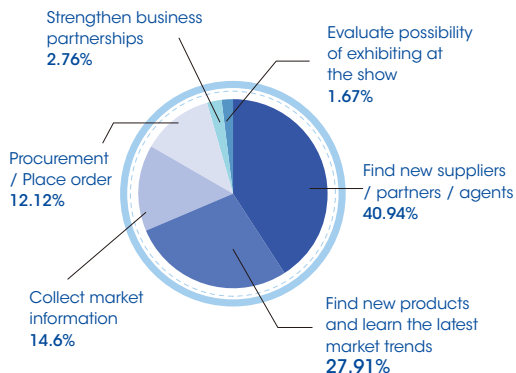 Strengthen business
partnerships
2.76%
Evaluate possibility
of exhibiting at
the show
1.67%
Procurement
/ Place order
12.12%
Find new suppliers
/ partners / agents
40.94%
Collect market
information
14.6%
Find new products
and learn the latest
market trends
27.91%